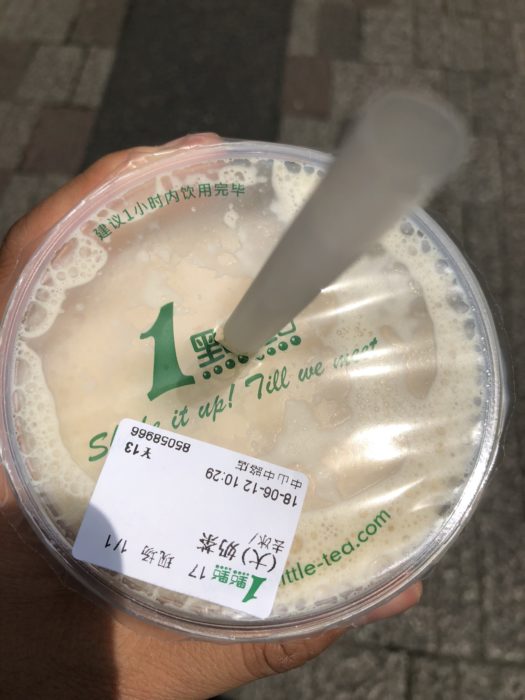 建议1小时内饮用完毕
1點點
Shake it up! Till we meet
ittle-tea.com
1點點 17 现场 1/1
(大)奶茶
去冰/
18-06-12 10:29
中山中路店
¥13
85058966